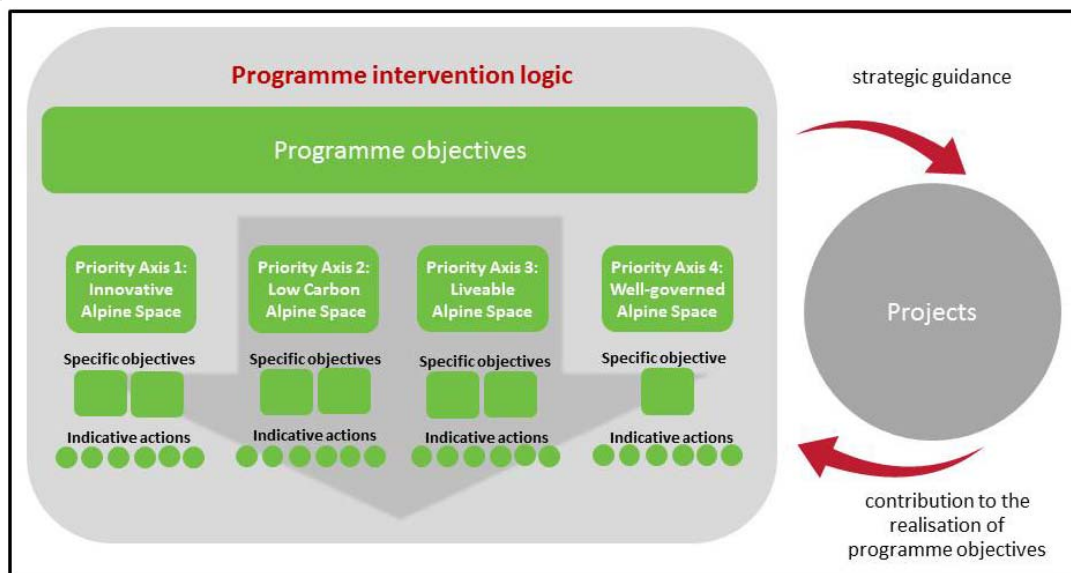 Programme intervention logic
strategic guidance
Programme objectives
Priority Axis 1:
Innovative
Alpine Space
Priority Axis 2:
Low Carbon
Alpine Space
Priority Axis 3:
Liveable
Alpine Space
Priority Axis 4:
Well-governed
Alpine Space
Projects
Specific objectives
Specific objectives
Specific objectives
Specific objective
Indicative actions
Indicative actions
Indicative actions
Indicative actions
contribution to the
realisation of
programme objectives